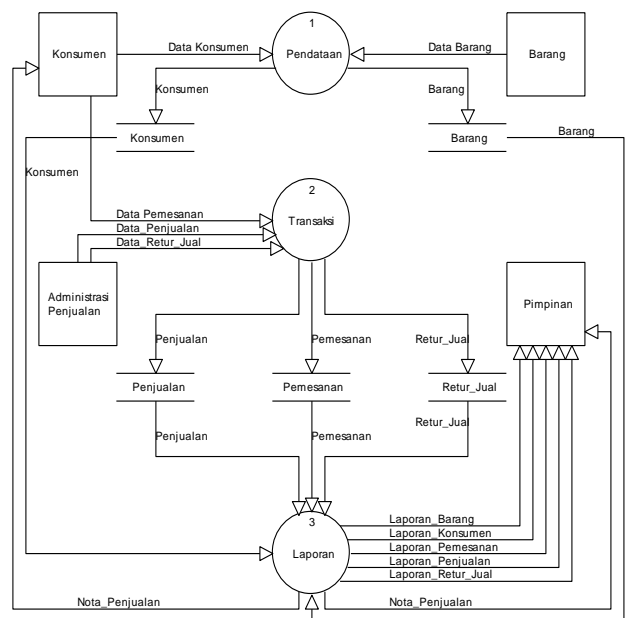 1
Konsumen
Data Konsumen
Pendataan
Data Barang
Barang
Konsumen
Barang
Konsumen
Barang
Barang
Konsumen
2
Data Pemesanan
Transaksi
Data_Penjualan
Data_Retur_Jual
Administrasi
Penjualan
Pimpinan
Penjualan
Pemesanan
Retur_Jual
Penjualan
Pemesanan
Retur_Jual
Penjualan
Pemesanan
Retur_Jual
3
Laporan
Laporan_Barang
Laporan_Konsumen
Laporan_Pemesanan
Laporan_Penjualan
Laporan_Retur_Jual
Nota_Penjualan
Nota_Penjualan